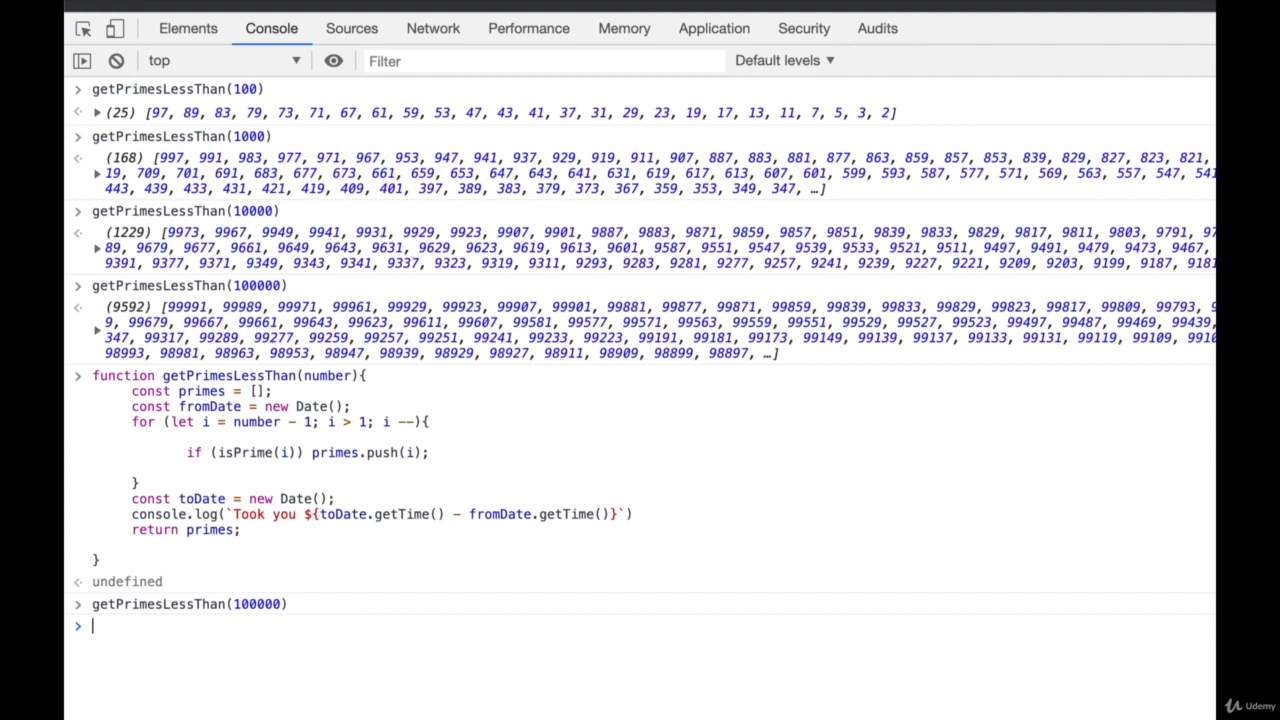 Elements Console Sources Network Performance Memory Application Security Audits
top ▼ Filter Default levels ▼
> getPrimesLessThan(100)
(25) [97, 89, 83, 79, 73, 71, 67, 61, 59, 53, 47, 43, 41, 37, 31, 29, 23, 19, 17, 13, 11, 7, 5, 3, 2]
> getPrimesLessThan(1000)
(168) [997, 991, 983, 977, 971, 967, 953, 947, 941, 937, 929, 919, 911, 907, 887, 883, 881, 877, 863, 859, 857, 853, 839, 829, 827, 823, 821,
19, 709, 701, 691, 683, 677, 673, 661, 659, 653, 647, 643, 641, 631, 619, 617, 613, 607, 601, 599, 593, 587, 577, 571, 569, 563, 557, 547, 541
443, 439, 433, 431, 421, 419, 409, 401, 397, 389, 383, 379, 373, 367, 359, 353, 349, 347, …]
> getPrimesLessThan(10000)
(1229) [9973, 9967, 9949, 9941, 9931, 9929, 9923, 9907, 9901, 9887, 9883, 9871, 9859, 9857, 9851, 9839, 9833, 9829, 9817, 9811, 9803, 9791, 97
89, 9679, 9677, 9661, 9649, 9643, 9631, 9629, 9623, 9619, 9613, 9601, 9587, 9551, 9547, 9539, 9533, 9521, 9511, 9497, 9491, 9479, 9473, 9467,
9391, 9377, 9371, 9349, 9343, 9341, 9337, 9323, 9319, 9311, 9293, 9283, 9281, 9277, 9257, 9241, 9239, 9227, 9221, 9209, 9203, 9199, 9187, 9181
> getPrimesLessThan(100000)
(9592) [99991, 99989, 99971, 99961, 99929, 99923, 99907, 99901, 99881, 99877, 99871, 99859, 99839, 99833, 99829, 99823, 99817, 99809, 99793,
9, 99679, 99667, 99661, 99643, 99623, 99611, 99607, 99581, 99577, 99571, 99563, 99559, 99551, 99529, 99527, 99523, 99497, 99487, 99469, 99439,
347, 99317, 99289, 99277, 99259, 99257, 99251, 99241, 99233, 99223, 99191, 99181, 99173, 99149, 99139, 99137, 99133, 99131, 99119, 99109, 9910
98993, 98981, 98963, 98953, 98947, 98939, 98929, 98927, 98911, 98909, 98899, 98897, …]
> function getPrimesLessThan(number){
const primes = [];
const fromDate = new Date();
for (let i = number - 1; i > 1; i --){
if (isPrime(i)) primes.push(i);
}
const toDate = new Date();
console.log(`Took you ${toDate.getTime() - fromDate.getTime()}`)
return primes;
}
undefined
> getPrimesLessThan(100000)
>
Udemy